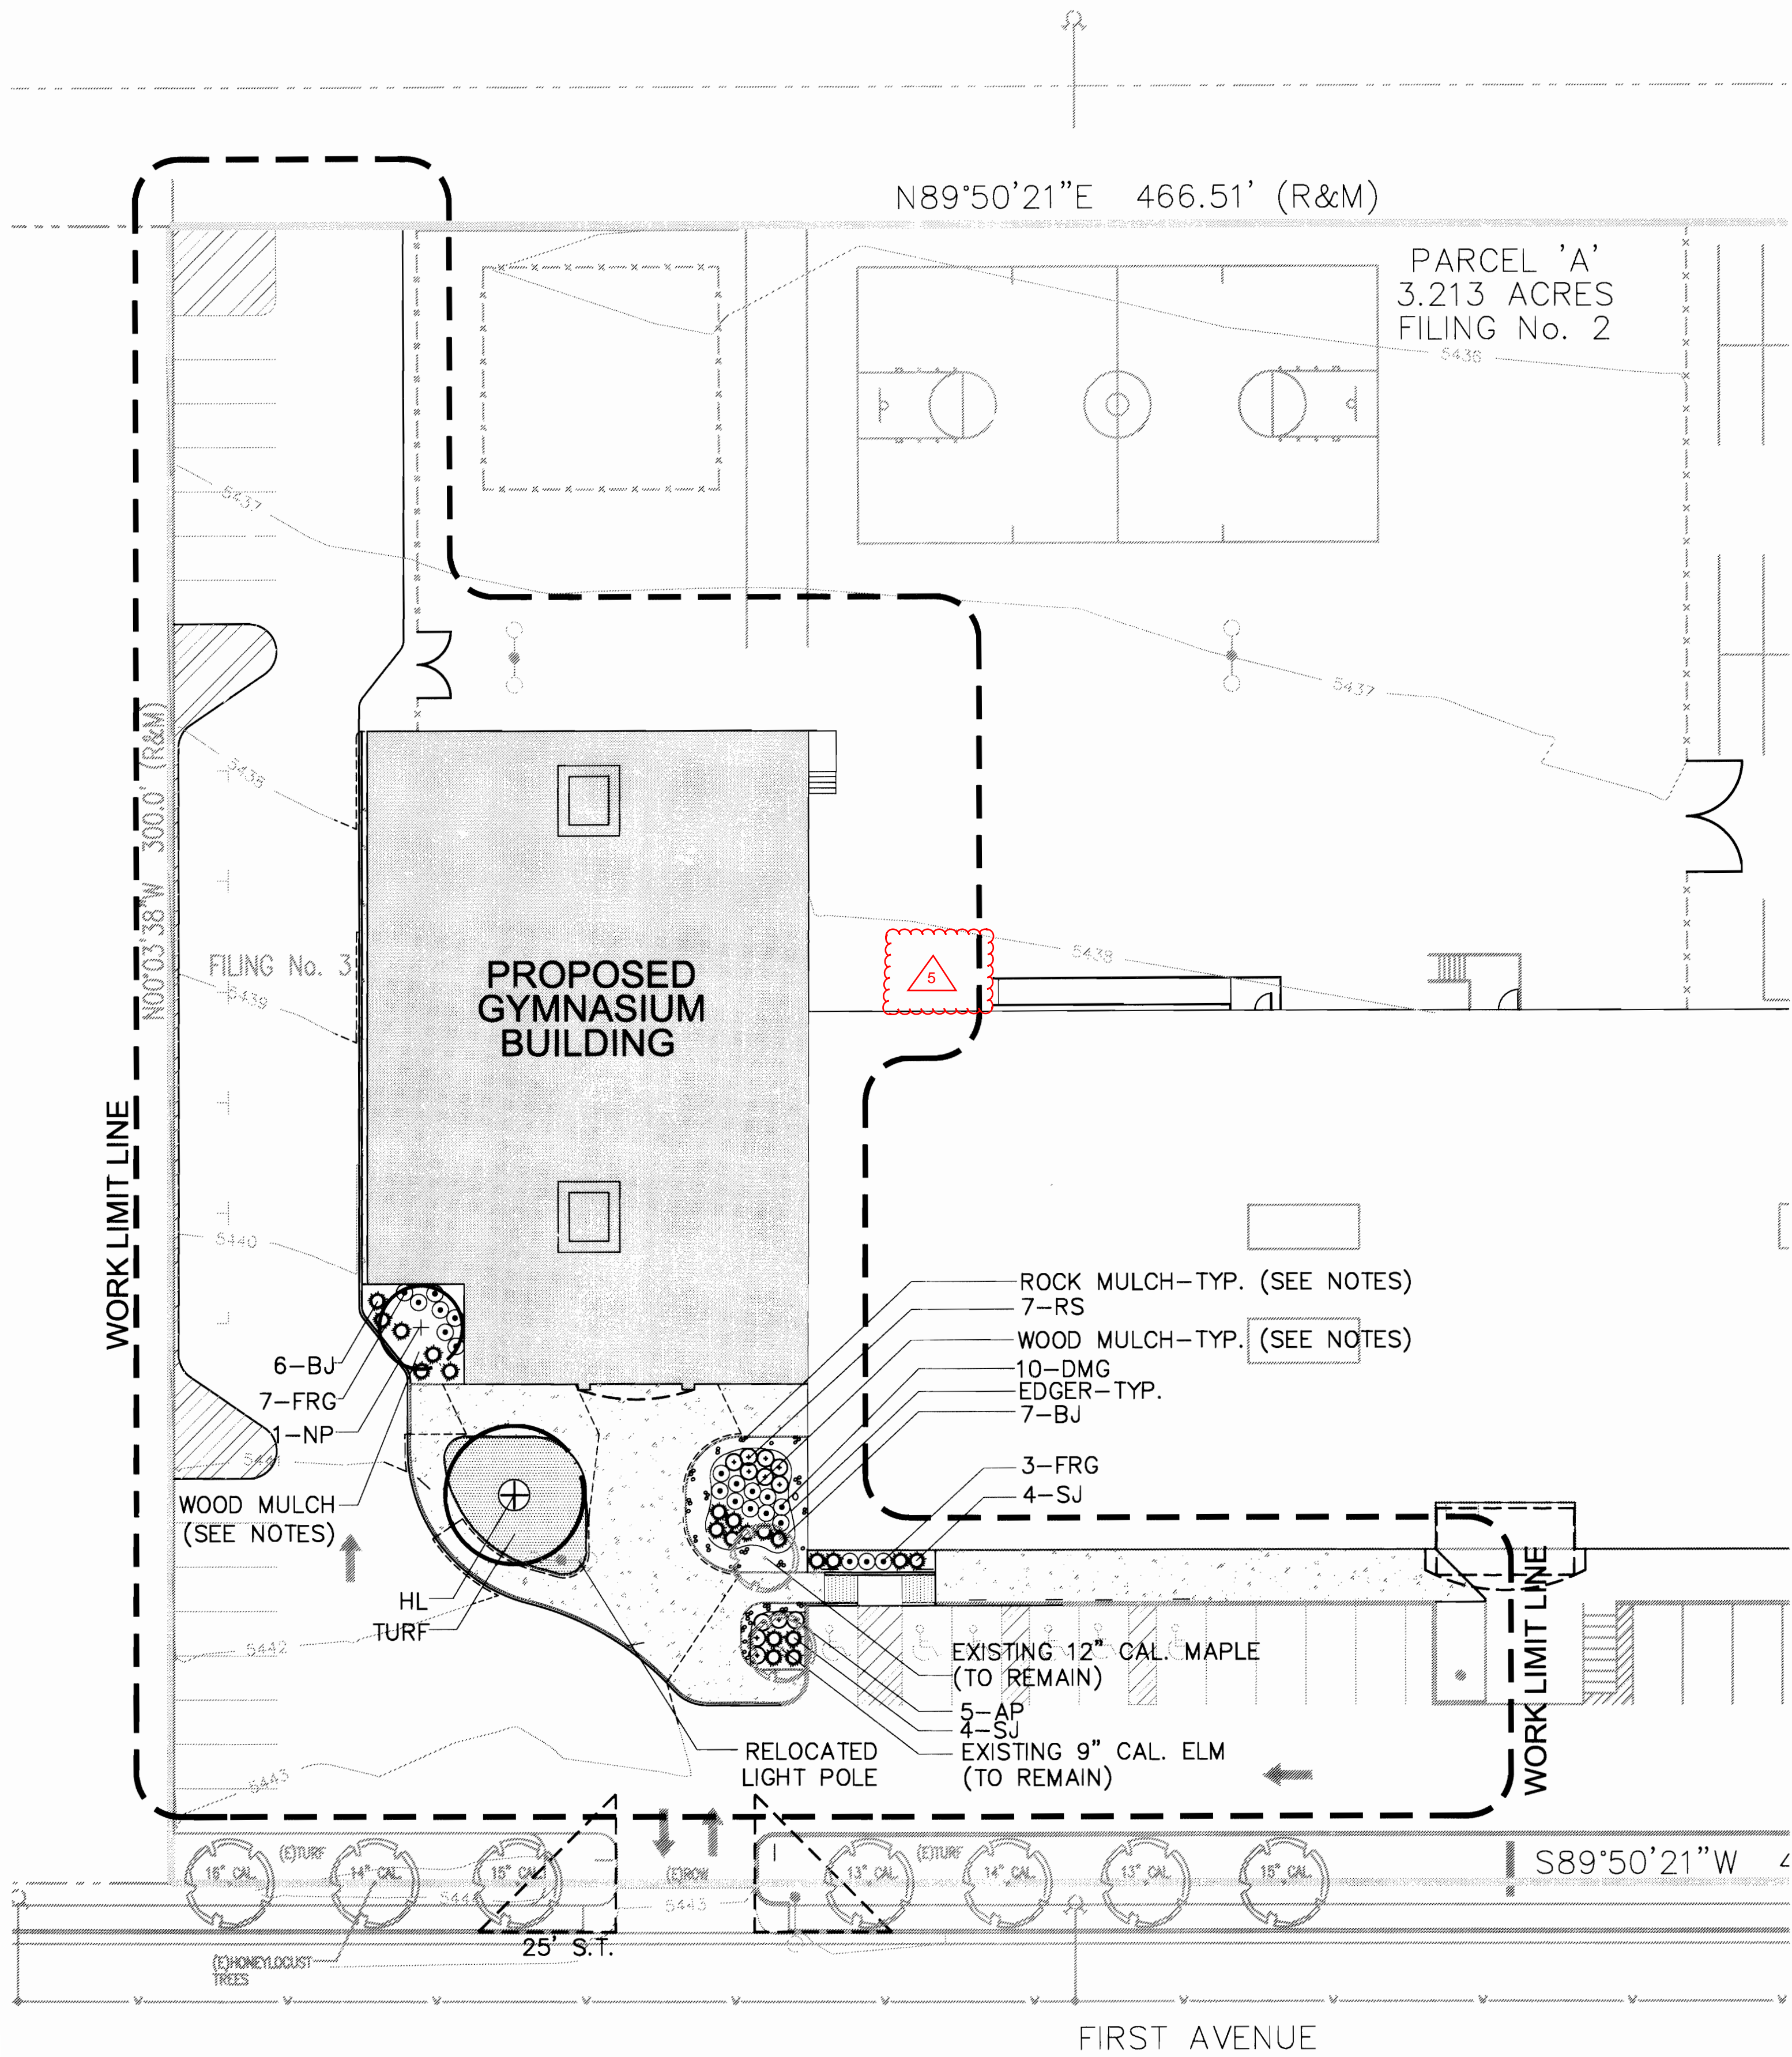 N89°50'21"E 466.51' (R&M)
PARCEL 'A'
3.213 ACRES
FILING No. 2
5436
5437
5437
N00°03'38"W 300.0' (R&M)
5438
5438
FILING No. 3
5439
PROPOSED
GYMNASIUM
BUILDING
5
WORK LIMIT LINE
5440
ROCK MULCH-TYP. (SEE NOTES)
7-RS
WOOD MULCH-TYP. (SEE NOTES)
10-DMG
EDGER-TYP.
7-BJ
6-BJ
7-FRG
1-NP
5441
3-FRG
4-SJ
WOOD MULCH
(SEE NOTES)
HL
TURF
5442
EXISTING 12" CAL. MAPLE
(TO REMAIN)
5-AP
4-SJ
EXISTING 9" CAL. ELM
(TO REMAIN)
RELOCATED
LIGHT POLE
WORK LIMIT LINE
5443
(E)TURF
(E)TURF
16" CAL.
14" CAL.
15" CAL.
(E)ROW
13" CAL.
14" CAL.
13" CAL.
15" CAL.
S89°50'21"W
5443
25' S.T.
(E)HONEYLOCUST
TREES
FIRST AVENUE